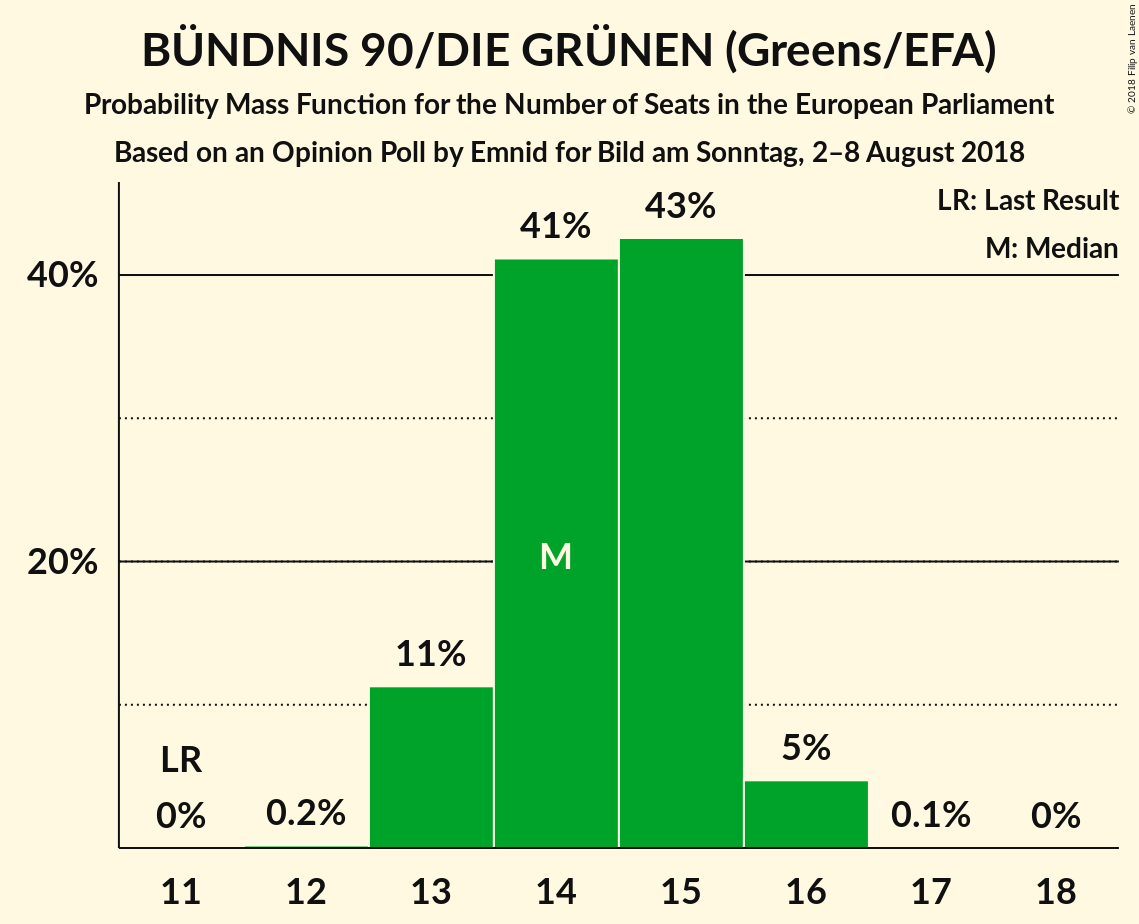 BÜNDNIS 90/DIE GRÜNEN (Greens/EFA)
Probability Mass Function for the Number of Seats in the European Parliament
Based on an Opinion Poll by Emnid for Bild am Sonntag, 2–8 August 2018
© 2018 Filip van Laenen
LR: Last Result
M: Median
40%
20%
LR
0%
0.2%
11%
41%
M
43%
5%
0.1%
0%
11 12 13 14 15 16 17 18